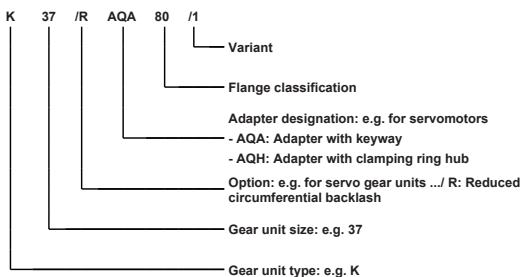 K 37 /R AQA 80 /1
Variant
Flange classification
Adapter designation: e.g. for servomotors
- AQA: Adapter with keyway
- AQH: Adapter with clamping ring hub
Option: e.g. for servo gear units .../ R: Reduced
circumferential backlash
Gear unit size: e.g. 37
Gear unit type: e.g. K